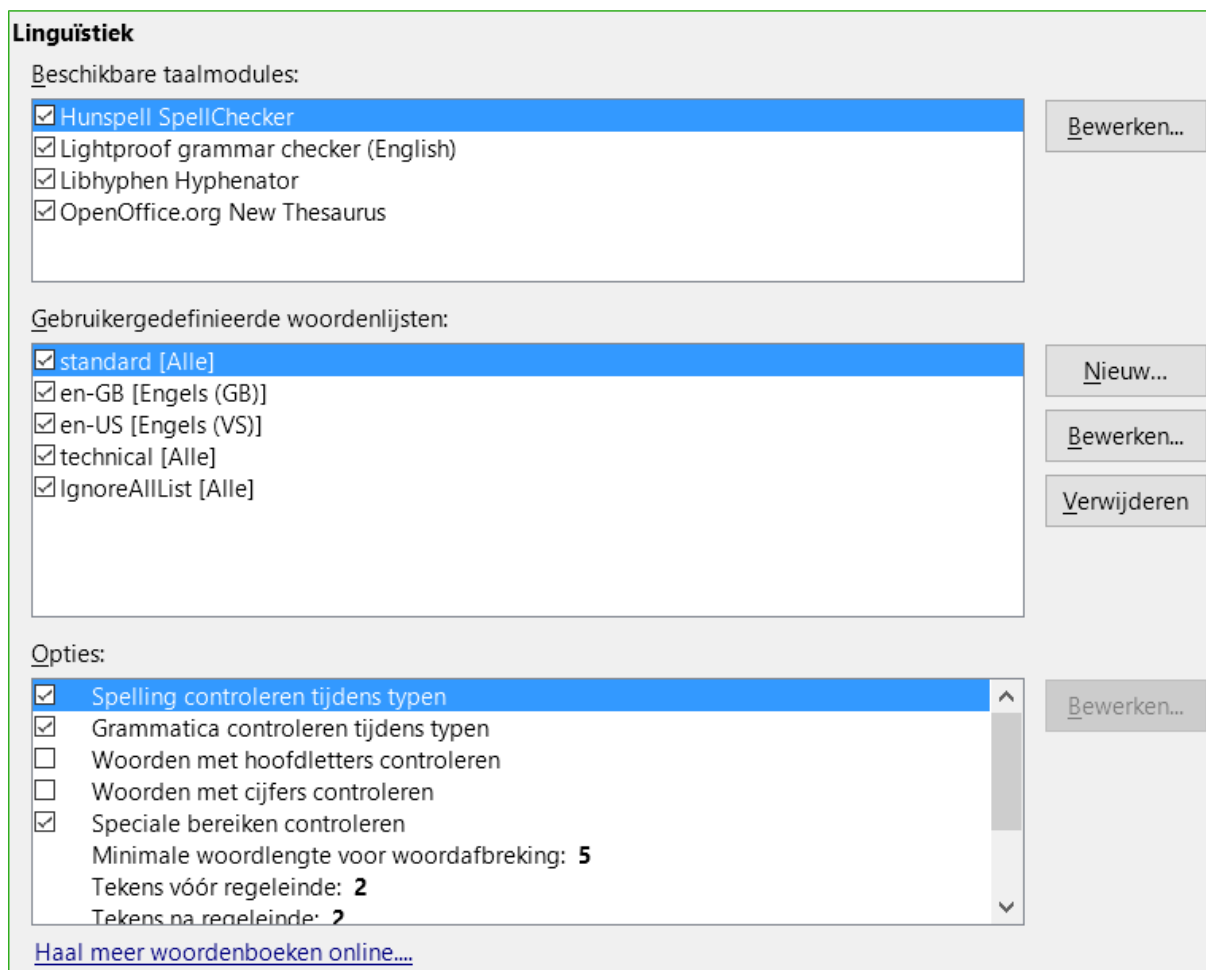 Linguïstiek
Beschikbare taalmodules:
Hunspell SpellChecker
Bewerken...
Lightproof grammar checker (English)
Libhyphen Hyphenator
OpenOffice.org New Thesaurus
Gebruikergedefinieerde woordenlijsten:
standard [Alle]
Nieuw...
en-GB [Engels (GB)]
en-US [Engels (VS)]
Bewerken...
technical [Alle]
IgnoreAllList [Alle]
Verwijderen
Opties:
Spelling controleren tijdens typen
Bewerken...
Grammatica controleren tijdens typen
Woorden met hoofdletters controleren
Woorden met cijfers controleren
Speciale bereiken controleren
Minimale woordlengte voor woordafbreking: 5
Tekens vóór regeleinde: 2
Tekens na regeleinde: 2
Haal meer woordenboeken online....